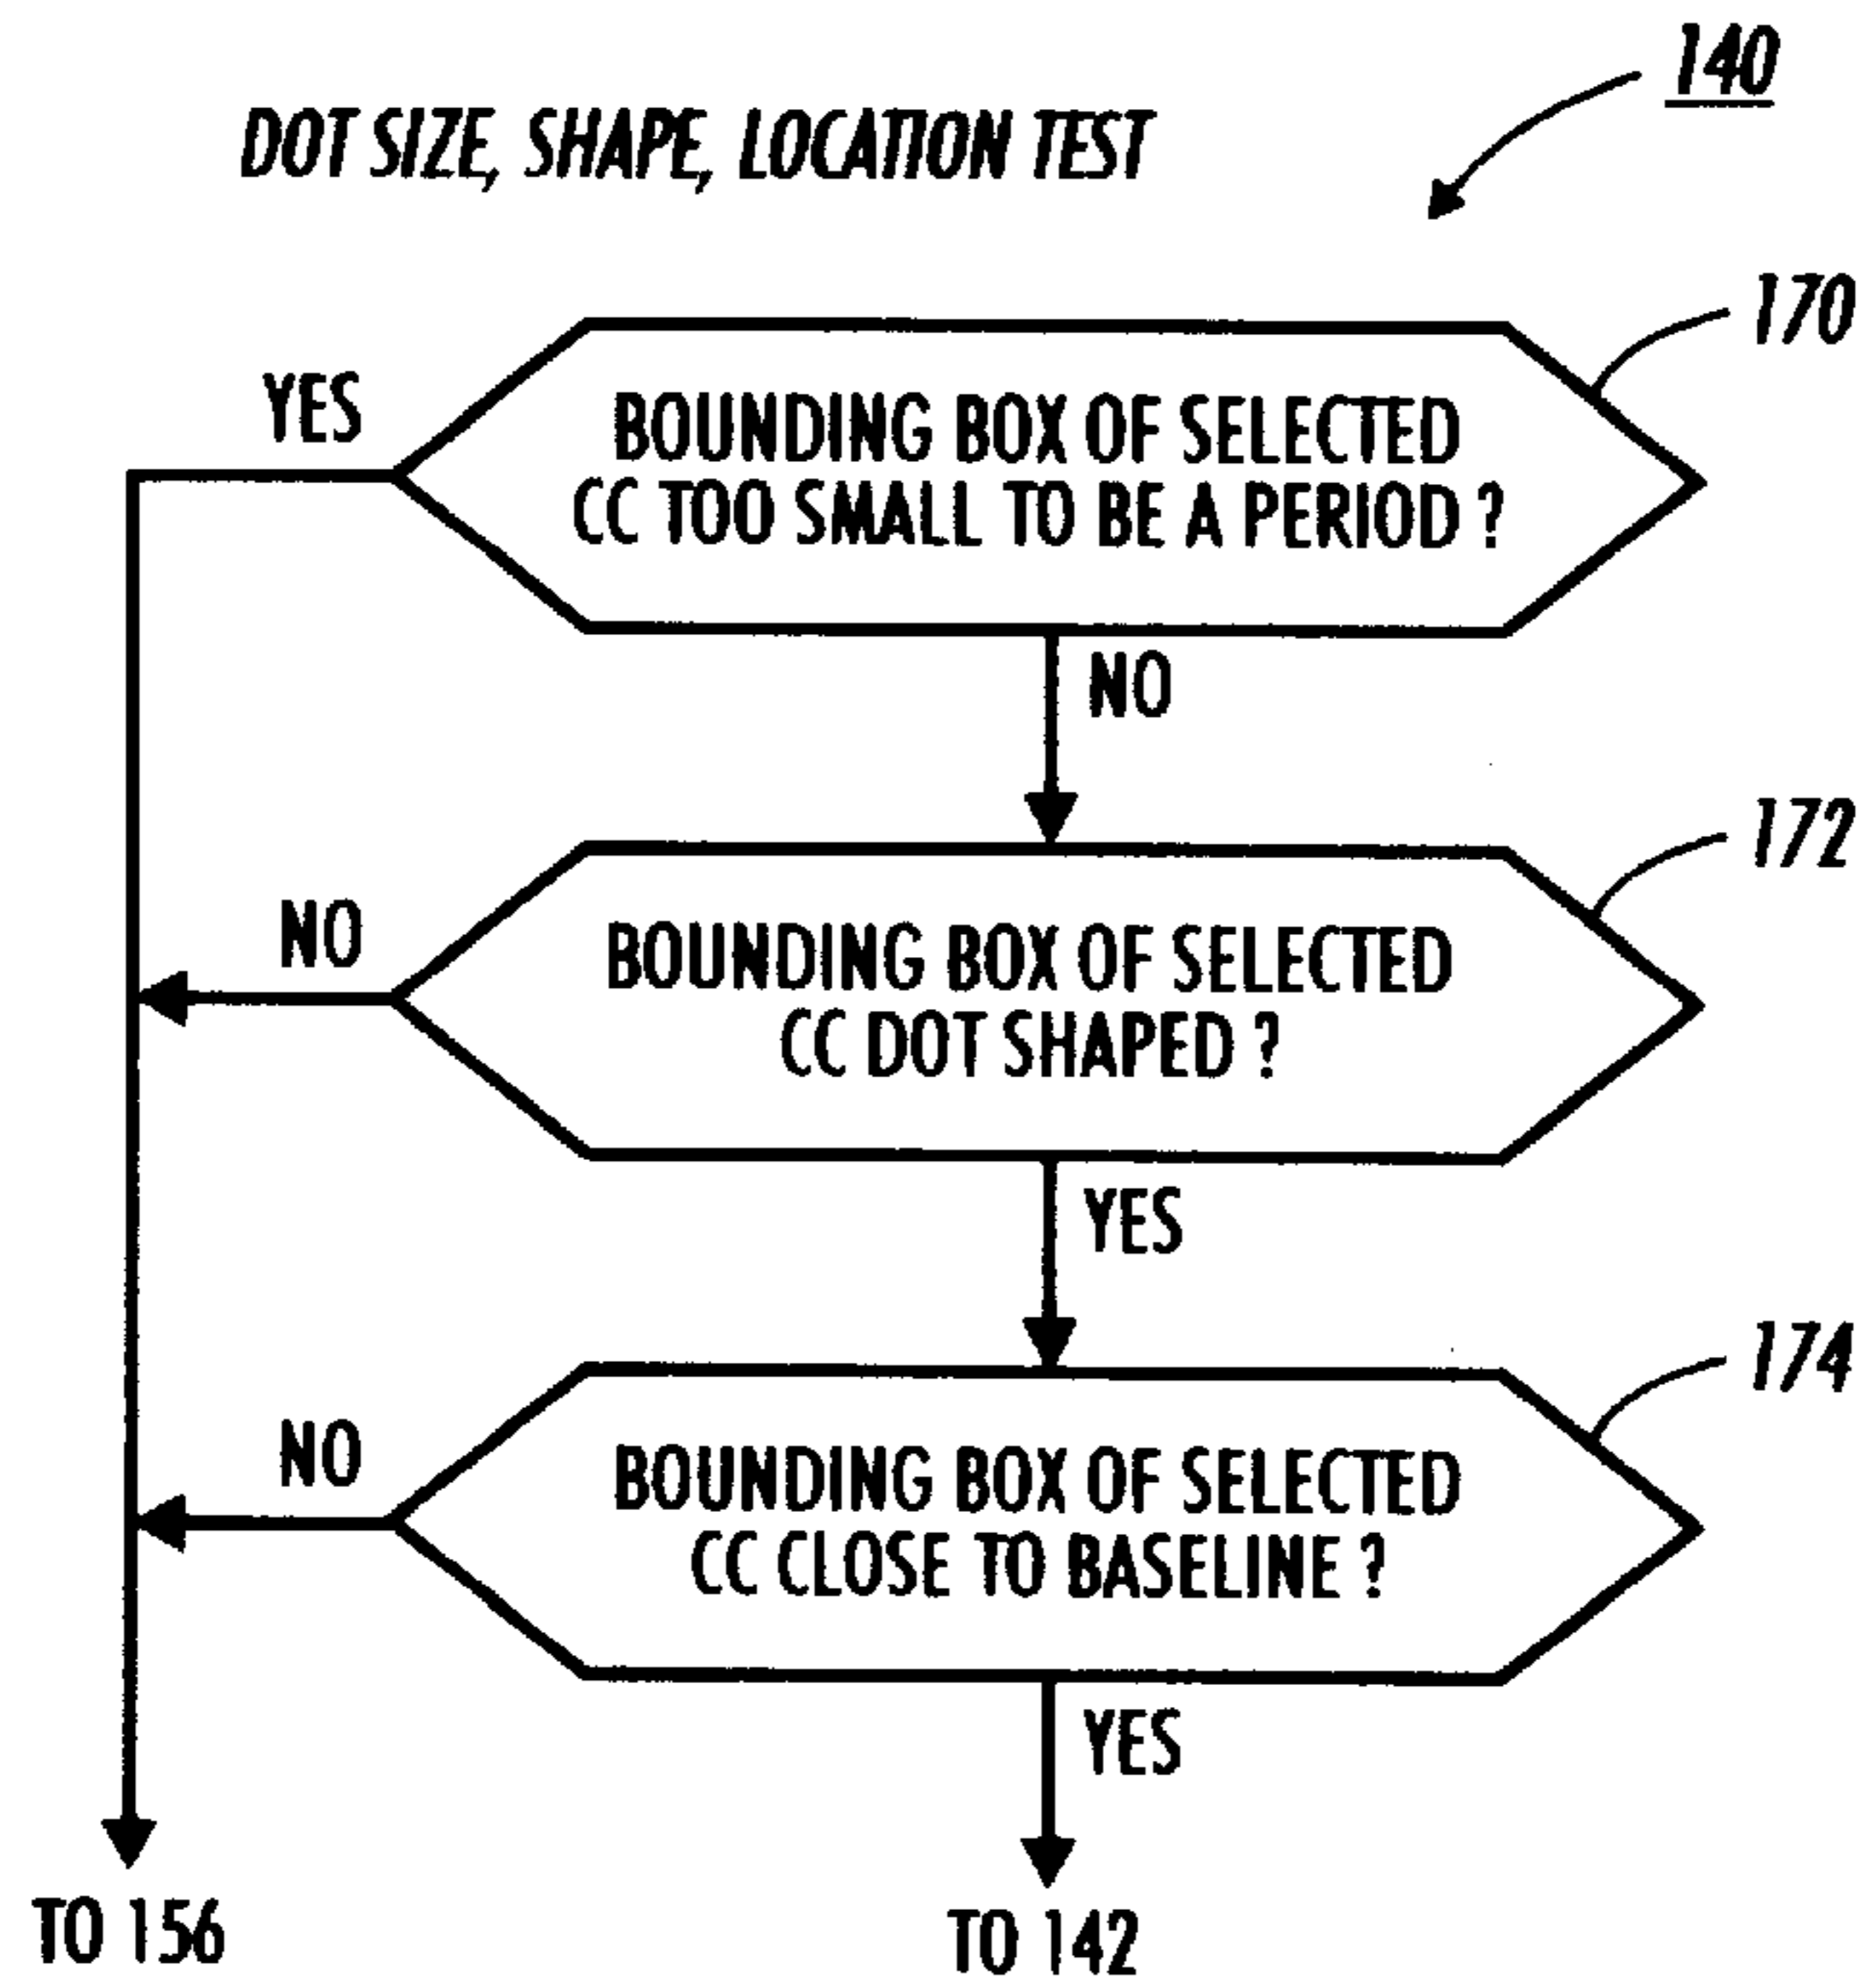 140
DOT SIZE, SHAPE, LOCATION TEST
170
YES
BOUNDING BOX OF SELECTED
CC TOO SMALL TO BE A PERIOD ?
NO
172
NO
BOUNDING BOX OF SELECTED
CC DOT SHAPED ?
YES
174
NO
BOUNDING BOX OF SELECTED
CC CLOSE TO BASELINE ?
YES
TO 156
TO 142